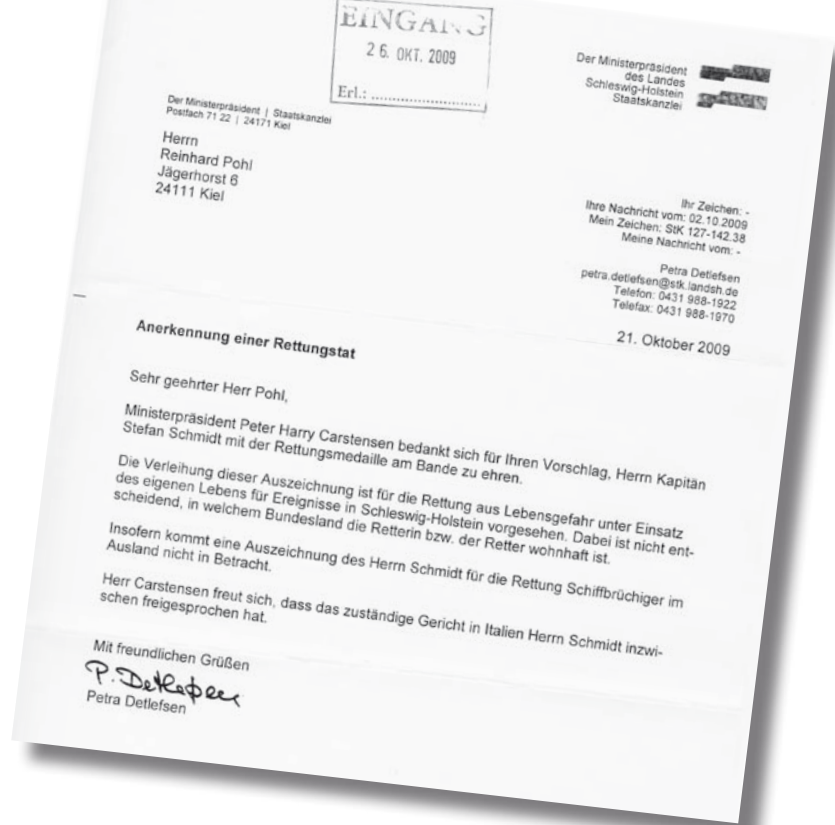 EINGANG
26. OKT. 2009
Erl.: ........................
Der Ministerpräsident
des Landes
Schleswig-Holstein
Staatskanzlei
Der Ministerpräsident | Staatskanzlei
Postfach 71 22 | 24171 Kiel
Herrn
Reinhard Pohl
Jägerhorst 6
24111 Kiel
Ihr Zeichen: -
Ihre Nachricht vom: 02.10.2009
Mein Zeichen: StK 127-142.38
Meine Nachricht vom: -
Petra Detlefsen
petra.detlefsen@stk.landsh.de
Telefon: 0431 988-1922
Telefax: 0431 988-1970
21. Oktober 2009
Anerkennung einer Rettungstat
Sehr geehrter Herr Pohl,
Ministerpräsident Peter Harry Carstensen bedankt sich für Ihren Vorschlag, Herrn Kapitän
Stefan Schmidt mit der Rettungsmedaille am Bande zu ehren.
Die Verleihung dieser Auszeichnung ist für die Rettung aus Lebensgefahr unter Einsatz
des eigenen Lebens für Ereignisse in Schleswig-Holstein vorgesehen. Dabei ist nicht ent-
scheidend, in welchem Bundesland die Retterin bzw. der Retter wohnhaft ist.
Insofern kommt eine Auszeichnung des Herrn Schmidt für die Rettung Schiffbrüchiger im
Ausland nicht in Betracht.
Herr Carstensen freut sich, dass das zuständige Gericht in Italien Herrn Schmidt inzwi-
schen freigesprochen hat.
Mit freundlichen Grüßen
P. Detlefsen
Petra Detlefsen